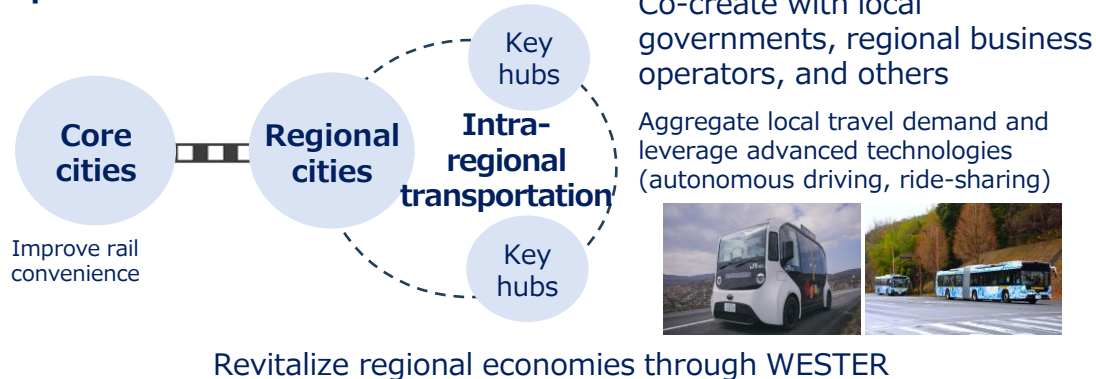 Co-create with local
governments, regional business
operators, and others
Key
hubs
Core
cities
Regional
cities
Intra-
regional
transportation
Aggregate local travel demand and
leverage advanced technologies
(autonomous driving, ride-sharing)
Improve rail
convenience
Key
hubs
Revitalize regional economies through WESTER